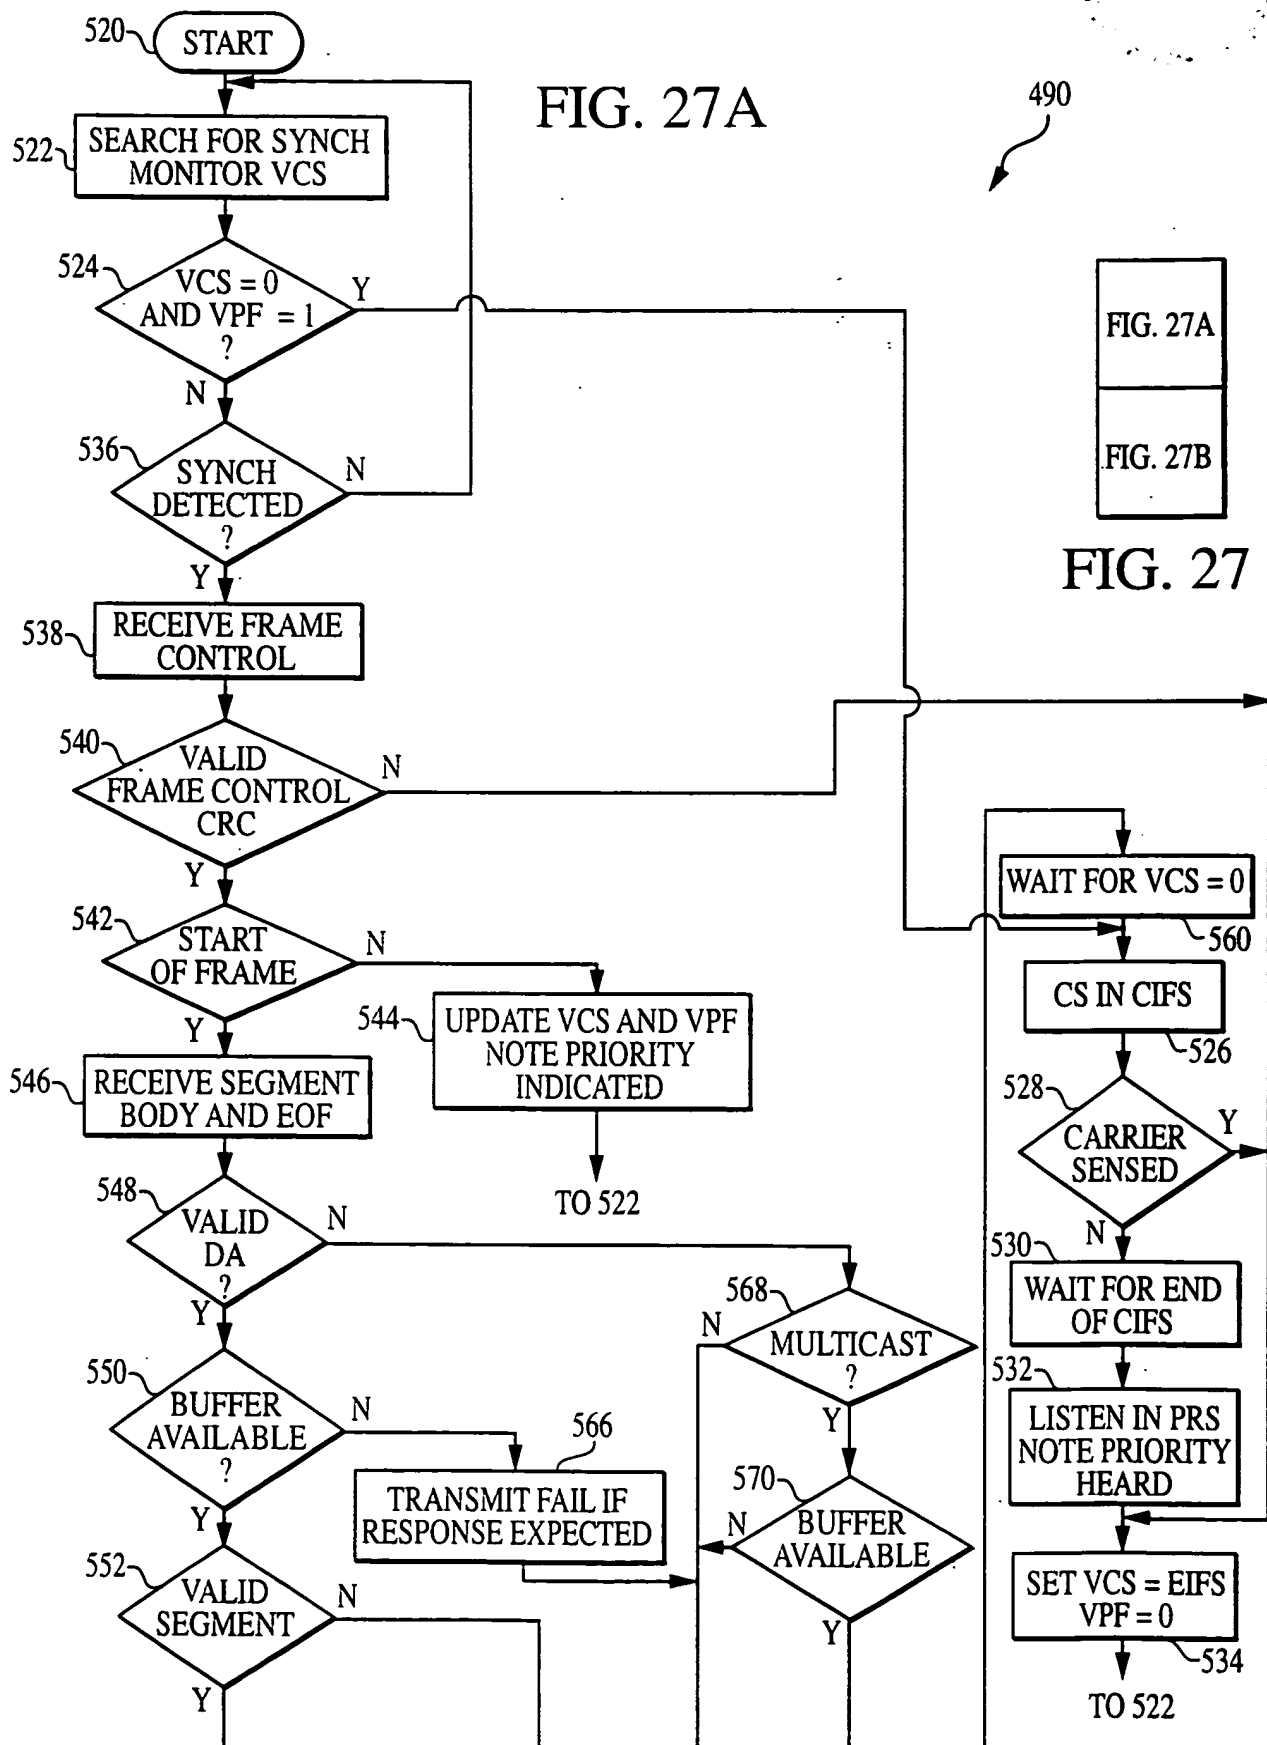 520
START
FIG. 27A
490
522
SEARCH FOR SYNCH
MONITOR VCS
524
VCS = 0
AND VPF = 1
?
Y
N
FIG. 27A
FIG. 27B
FIG. 27
536
SYNCH
DETECTED
?
N
Y
538
RECEIVE FRAME
CONTROL
540
VALID
FRAME CONTROL
CRC
N
Y
542
START
OF FRAME
N
Y
544
UPDATE VCS AND VPF
NOTE PRIORITY
INDICATED
TO 522
546
RECEIVE SEGMENT
BODY AND EOF
548
VALID
DA
?
N
Y
550
BUFFER
AVAILABLE
?
N
Y
566
TRANSMIT FAIL IF
RESPONSE EXPECTED
552
VALID
SEGMENT
N
Y
568
MULTICAST
?
N
Y
570
BUFFER
AVAILABLE
N
Y
WAIT FOR VCS = 0
560
CS IN CIFS
526
528
CARRIER
SENSED
Y
N
530
WAIT FOR END
OF CIFS
532
LISTEN IN PRS
NOTE PRIORITY
HEARD
SET VCS = EIFS
VPF = 0
534
TO 522